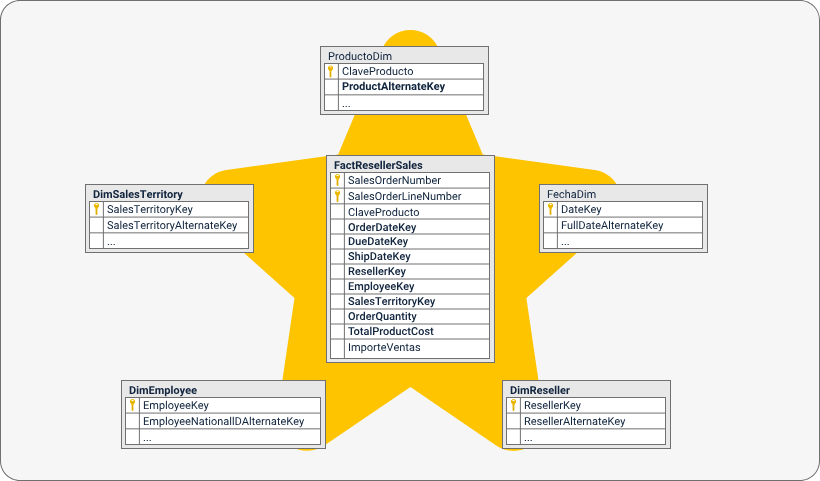 ProductoDim
ClaveProducto
ProductAlternateKey
...
FactResellerSales
SalesOrderNumber
SalesOrderLineNumber
ClaveProducto
OrderDateKey
DueDateKey
ShipDateKey
ResellerKey
EmployeeKey
SalesTerritoryKey
OrderQuantity
TotalProductCost
ImporteVentas
DimSalesTerritory
SalesTerritoryKey
SalesTerritoryAlternateKey
...
FechaDim
DateKey
FullDateAlternateKey
...
DimEmployee
EmployeeKey
EmployeeNationalIDAlternateKey
...
DimReseller
ResellerKey
ResellerAlternateKey
...